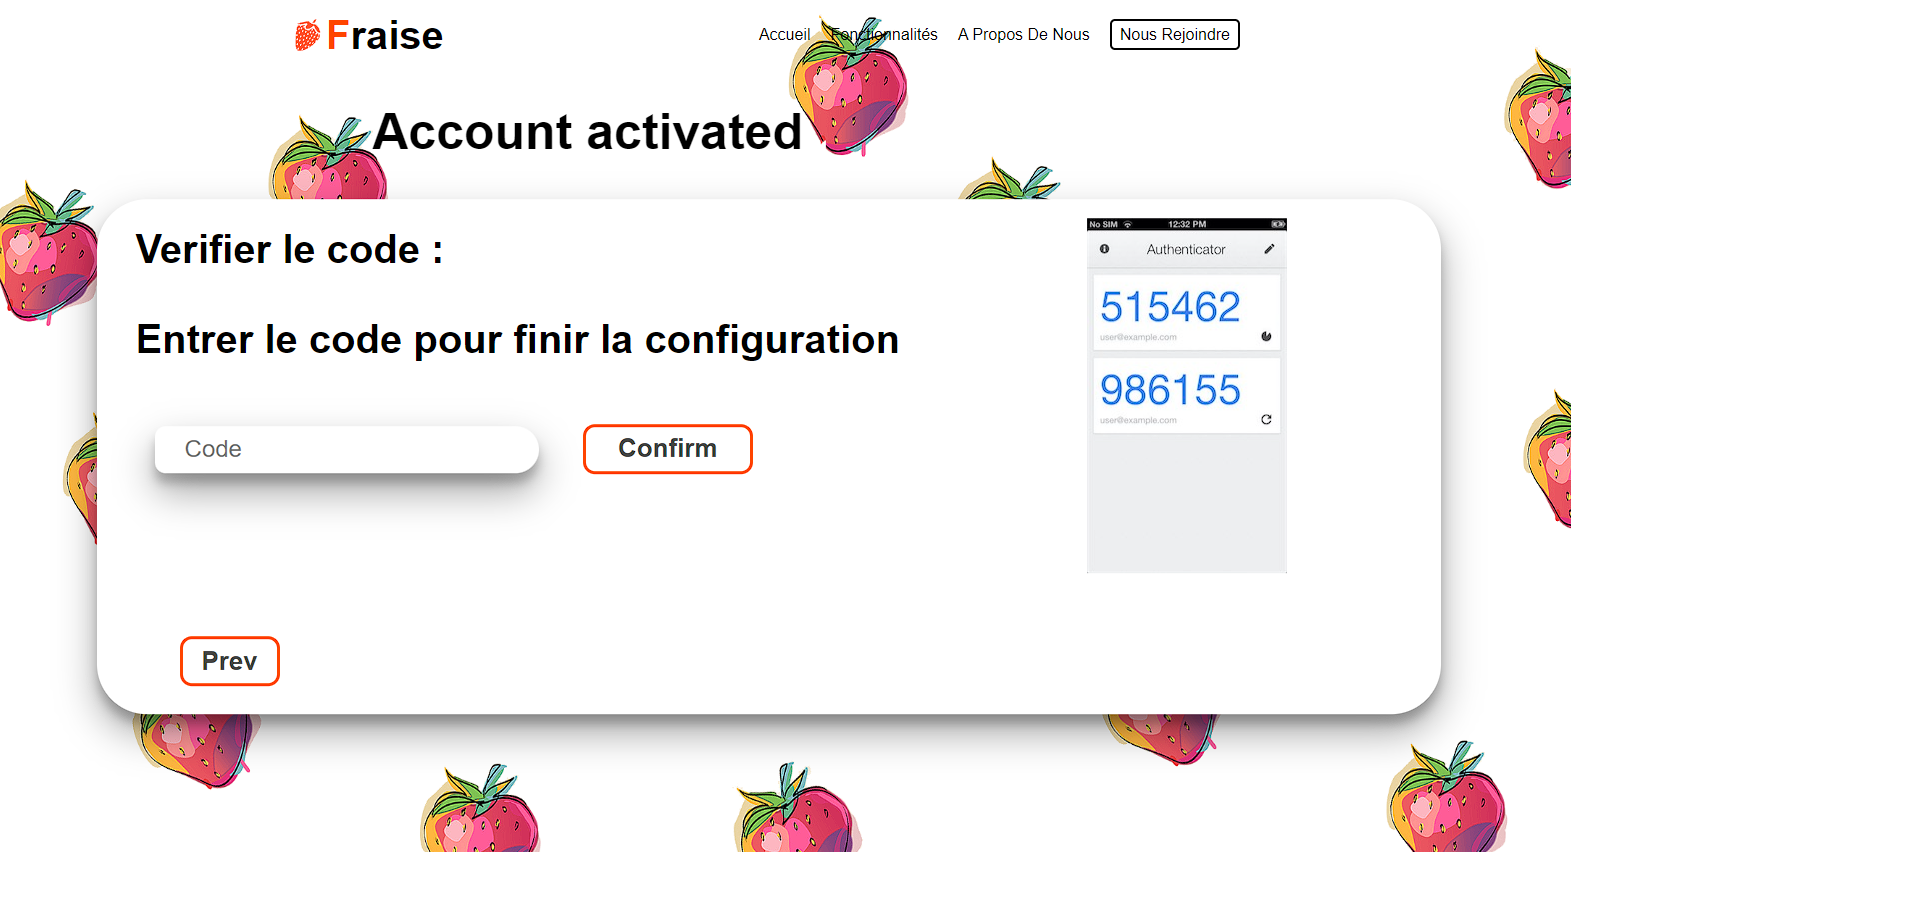 Fraise
Accueil Fonctionnalités A Propos De Nous Nous Rejoindre
Account activated
Verifier le code :
Entrer le code pour finir la configuration
Code
Confirm
Prev
No SIM 12:32 PM
Authenticator
515462
user@example.com
986155
user@example.com